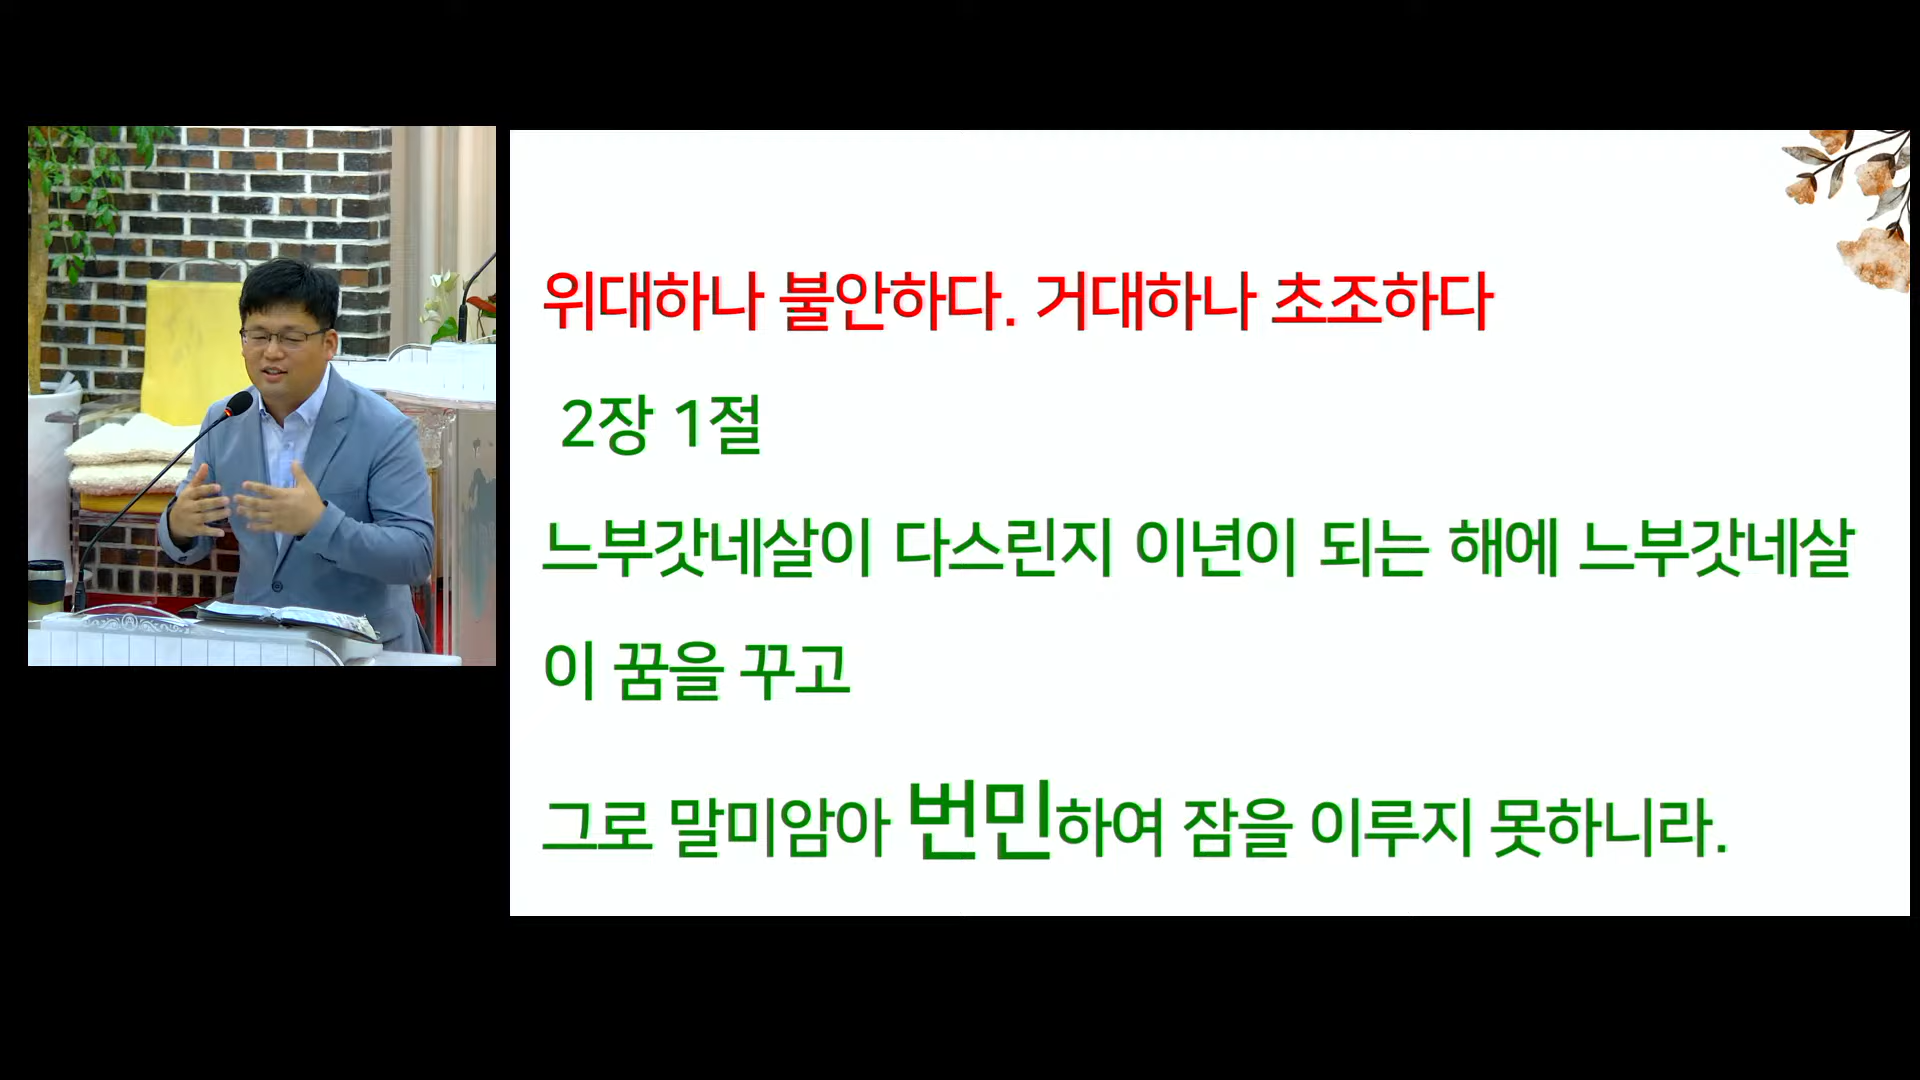 위대하나 불안하다. 거대하나 초조하다
2장 1절
느부갓네살이 다스린지 이년이 되는 해에 느부갓네살
이 꿈을 꾸고
그로 말미암아 번민하여 잠을 이루지 못하니라.